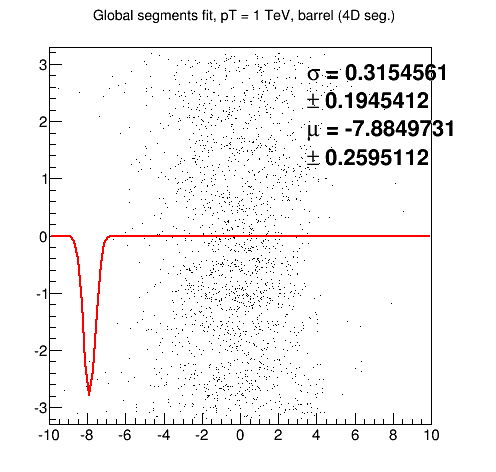 Global segments fit, pT = 1 TeV, barrel (4D seg.)
σ = 0.3154561
± 0.1945412
μ = -7.8849731
± 0.2595112
3
2
1
0
-1
-2
-3
-10 -8 -6 -4 -2 0 2 4 6 8 10